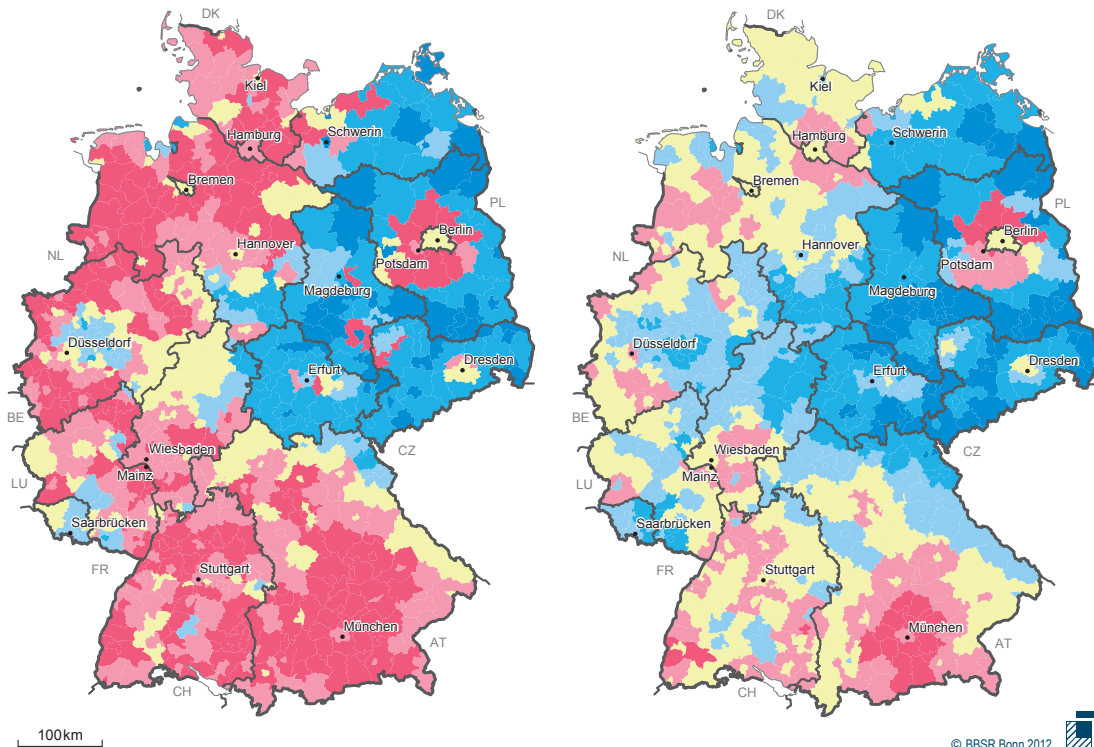 DK
Kiel
Hamburg
Schwerin
Bremen
PL
Berlin
Hannover
Potsdam
NL
Magdeburg
Düsseldorf
Erfurt
Dresden
BE
Wiesbaden
CZ
Mainz
LU
Saarbrücken
FR
Stuttgart
München
AT
CH
100km
DK
Kiel
Hamburg
Schwerin
Bremen
PL
Berlin
Hannover
Potsdam
NL
Magdeburg
Düsseldorf
Erfurt
Dresden
BE
Wiesbaden
CZ
Mainz
LU
Saarbrücken
FR
Stuttgart
München
AT
CH
© BBSR Bonn 2012